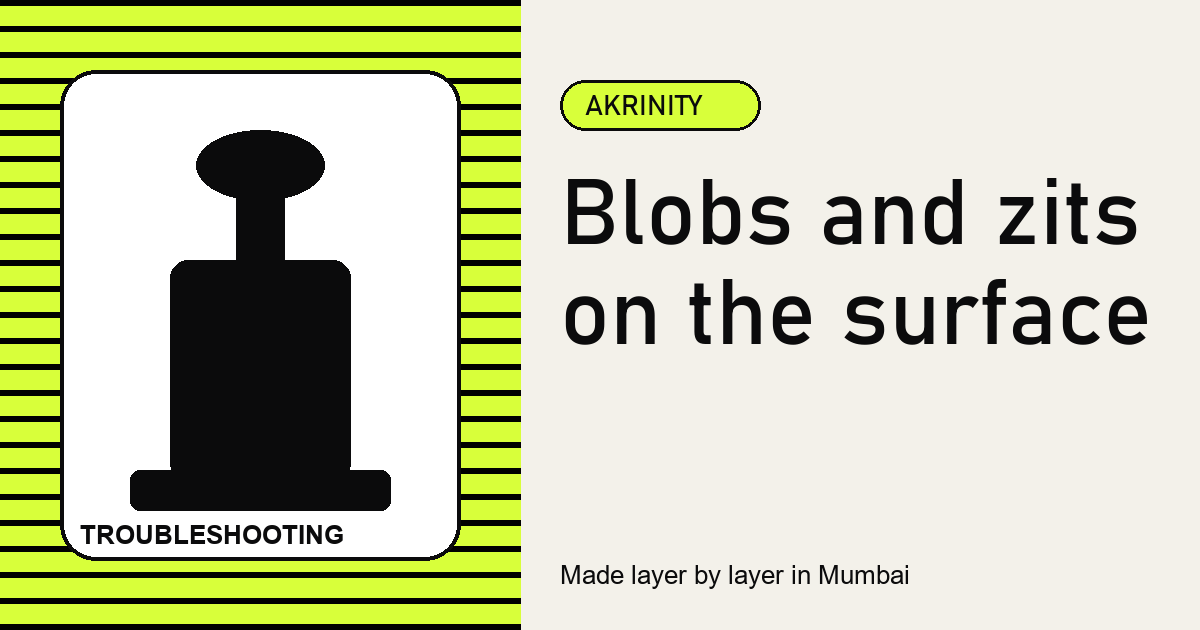 AKRINITY
Blobs and zits
on the surface
TROUBLESHOOTING
Made layer by layer in Mumbai